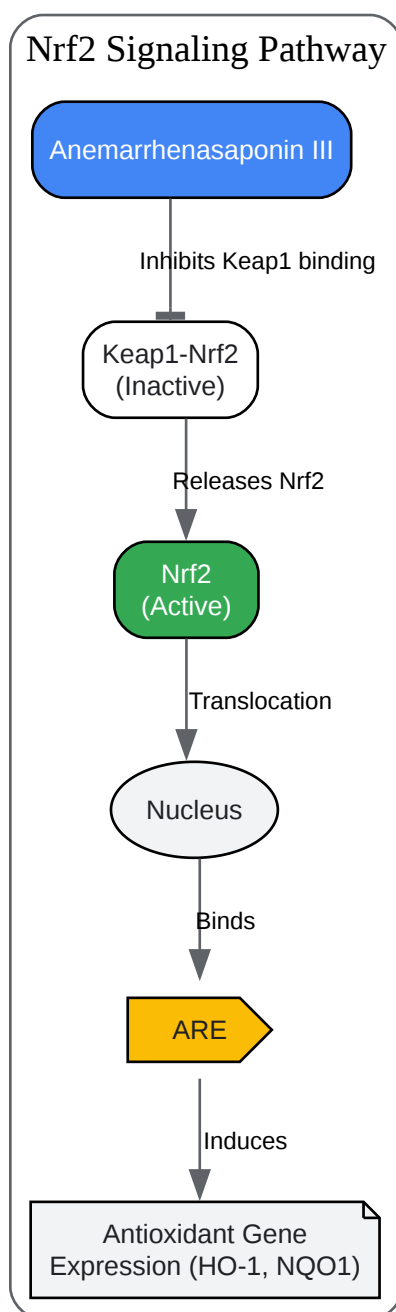 Nrf2 Signaling Pathway
Anemarrhenasaponin III
Inhibits Keap1 binding
Keap1-Nrf2
(Inactive)
Releases Nrf2
Nrf2
(Active)
Translocation
Nucleus
Binds
ARE
Induces
Antioxidant Gene
Expression (HO-1, NQO1)